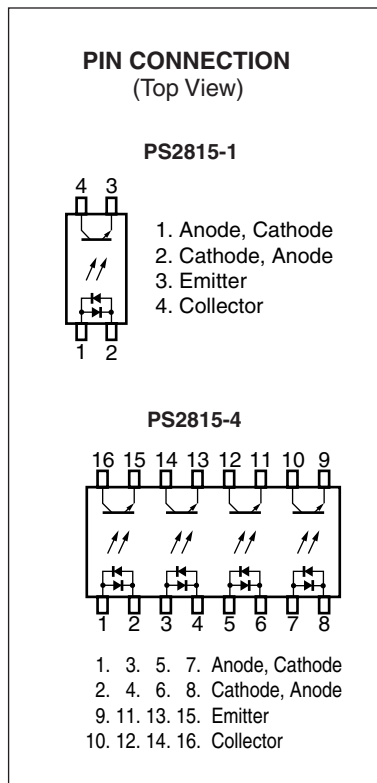 PIN CONNECTION
(Top View)
PS2815-1
4 3
1. Anode, Cathode
2. Cathode, Anode
3. Emitter
4. Collector
1 2
PS2815-4
16 15 14 13 12 11 10 9
1 2 3 4 5 6 7 8
1. 3. 5. 7. Anode, Cathode
2. 4. 6. 8. Cathode, Anode
9. 11. 13. 15. Emitter
10. 12. 14. 16. Collector